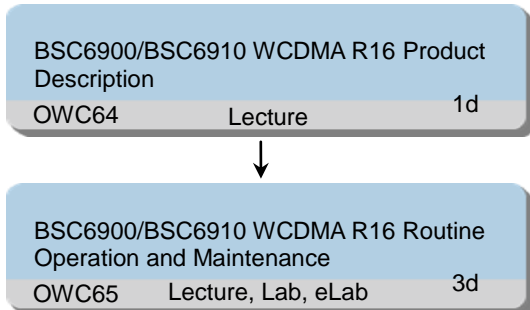 BSC6900/BSC6910 WCDMA R16 Product
Description
OWC64 Lecture 1d
BSC6900/BSC6910 WCDMA R16 Routine
Operation and Maintenance
OWC65 Lecture, Lab, eLab 3d